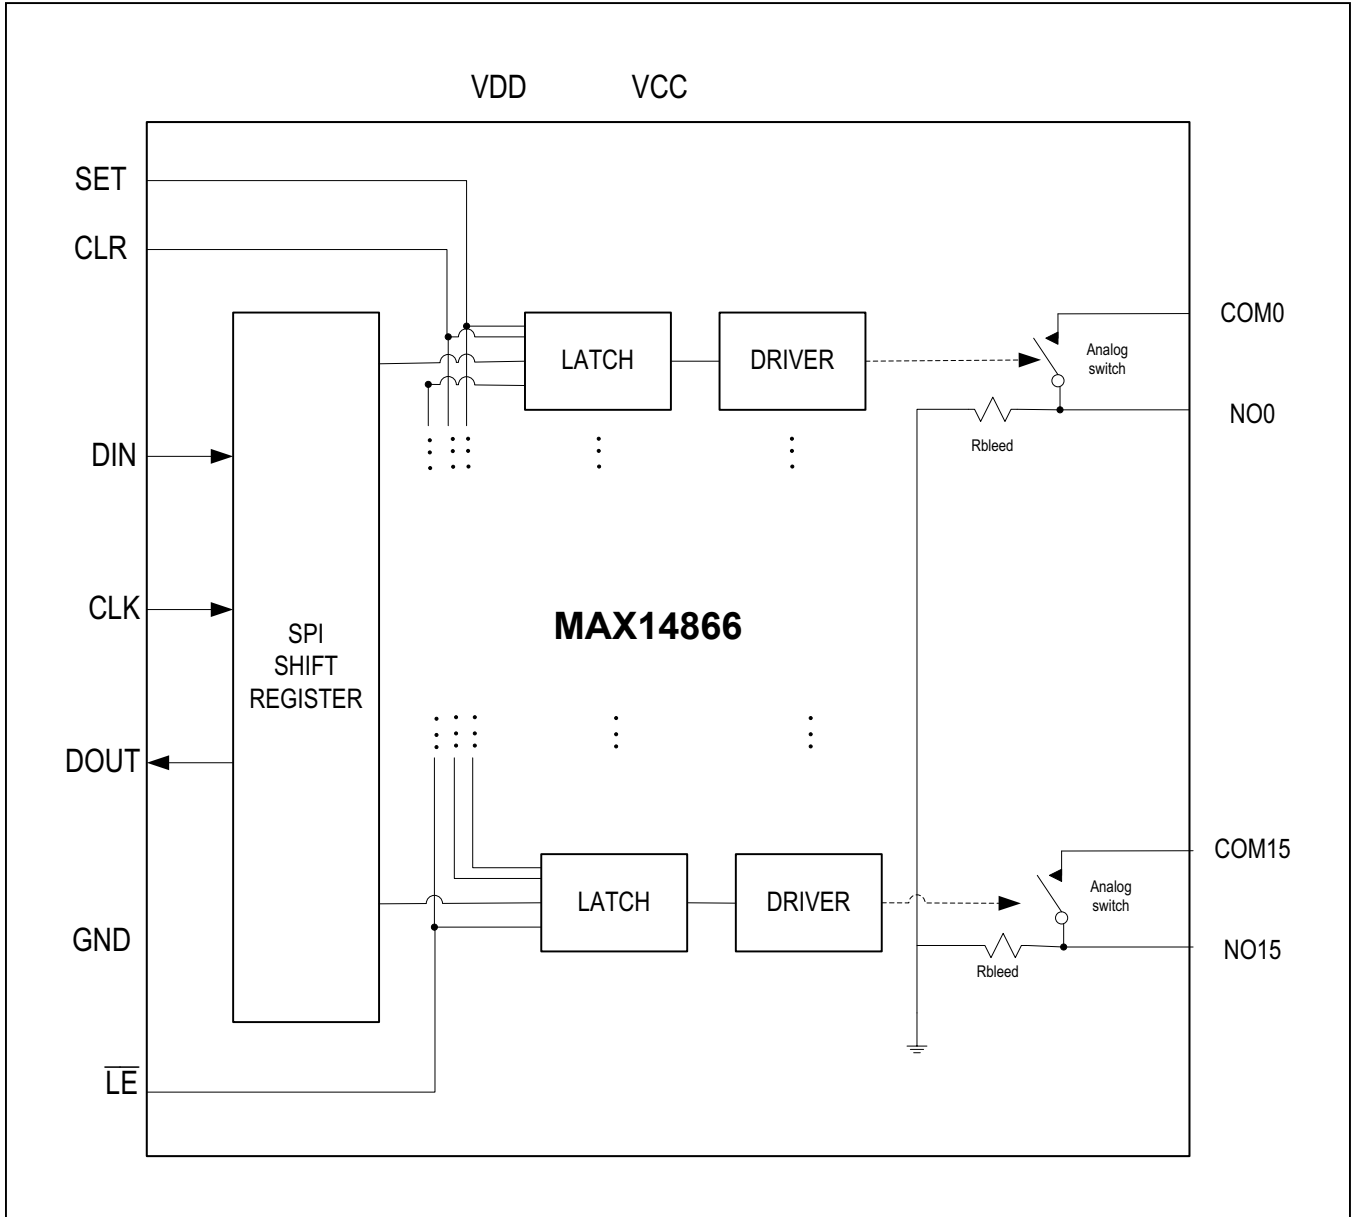 VDD
VCC
SET
CLR
COM0
LATCH
DRIVER
Analog
switch
NO0
Rbleed
DIN
CLK
MAX14866
SPI
SHIFT
REGISTER
DOUT
COM15
LATCH
DRIVER
Analog
switch
GND
NO15
Rbleed
L̅E̅